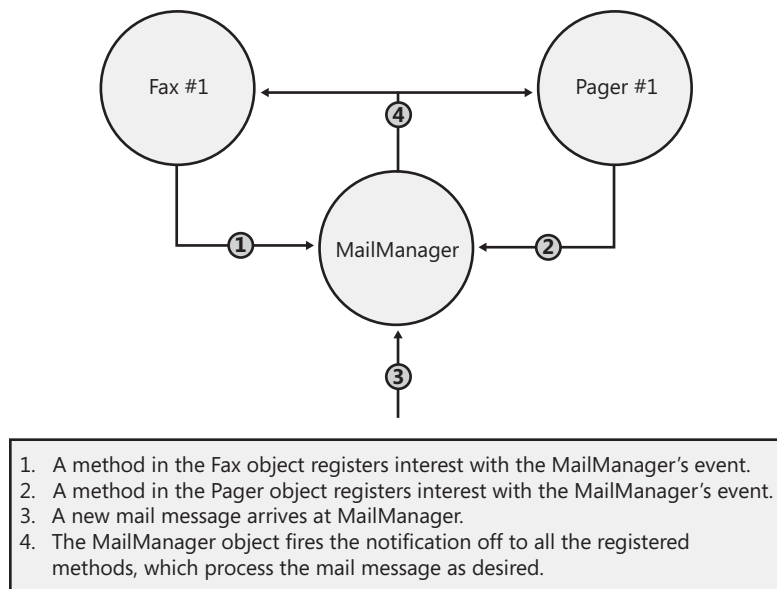 Fax #1
Pager #1
4
1
MailManager
2
3
1. A method in the Fax object registers interest with the MailManager’s event.
2. A method in the Pager object registers interest with the MailManager’s event.
3. A new mail message arrives at MailManager.
4. The MailManager object fires the notification off to all the registered
methods, which process the mail message as desired.